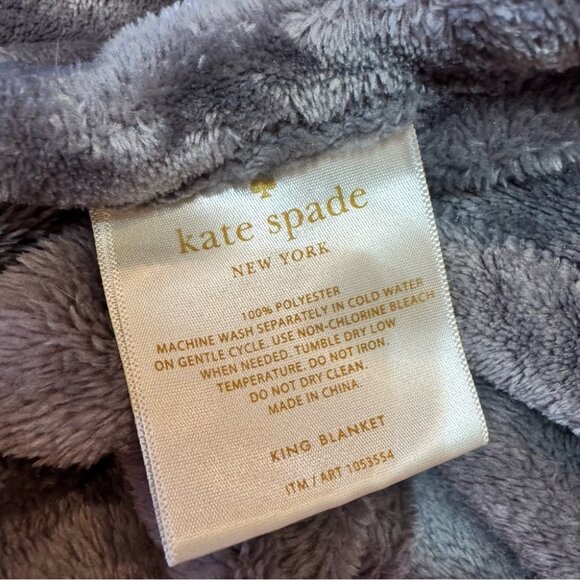 kate spade
NEW YORK
100% POLYESTER
MACHINE WASH SEPARATELY IN COLD WATER
ON GENTLE CYCLE. USE NON-CHLORINE BLEACH
WHEN NEEDED. TUMBLE DRY LOW
TEMPERATURE. DO NOT IRON.
DO NOT DRY CLEAN.
MADE IN CHINA.
KING BLANKET
ITM / ART 1053554